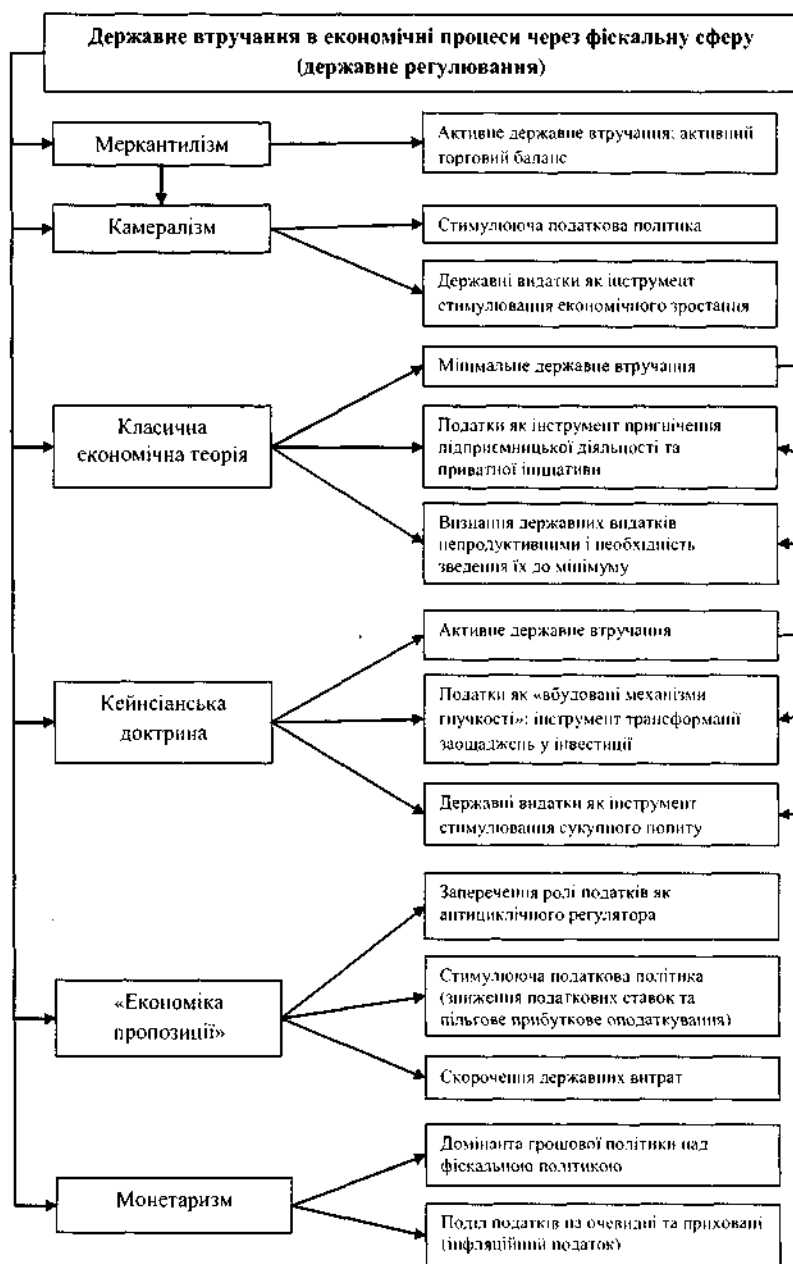 Державне втручання в економічні процеси через фіскальну сферу
(державне регулювання)
Меркантилізм
Активне державне втручання; активний
торговий баланс
Камералізм
Стимулююча податкова політика
Державні видатки як інструмент
стимулювання економічного зростання
Мінімальне державне втручання
Класична
економічна теорія
Податки як інструмент пригнічення
підприємницької діяльності та
приватної ініціативи
Визнання державних видатків
непродуктивними і необхідність
зведення їх до мінімуму
Активне державне втручання
Кейнсіанська
доктрина
Податки як «вбудовані механізми
гнучкості»: інструмент трансформації
заощаджень у інвестиції
Державні видатки як інструмент
стимулювання сукупного попиту
Заперечення ролі податків як
антициклічного регулятора
«Економіка
пропозиції»
Стимулююча податкова політика
(зниження податкових ставок та
пільгове прибуткове оподаткування)
Скорочення державних витрат
Домінанта грошової політики над
фіскальною політикою
Монетаризм
Поділ податків на очевидні та приховані
(інфляційний податок)